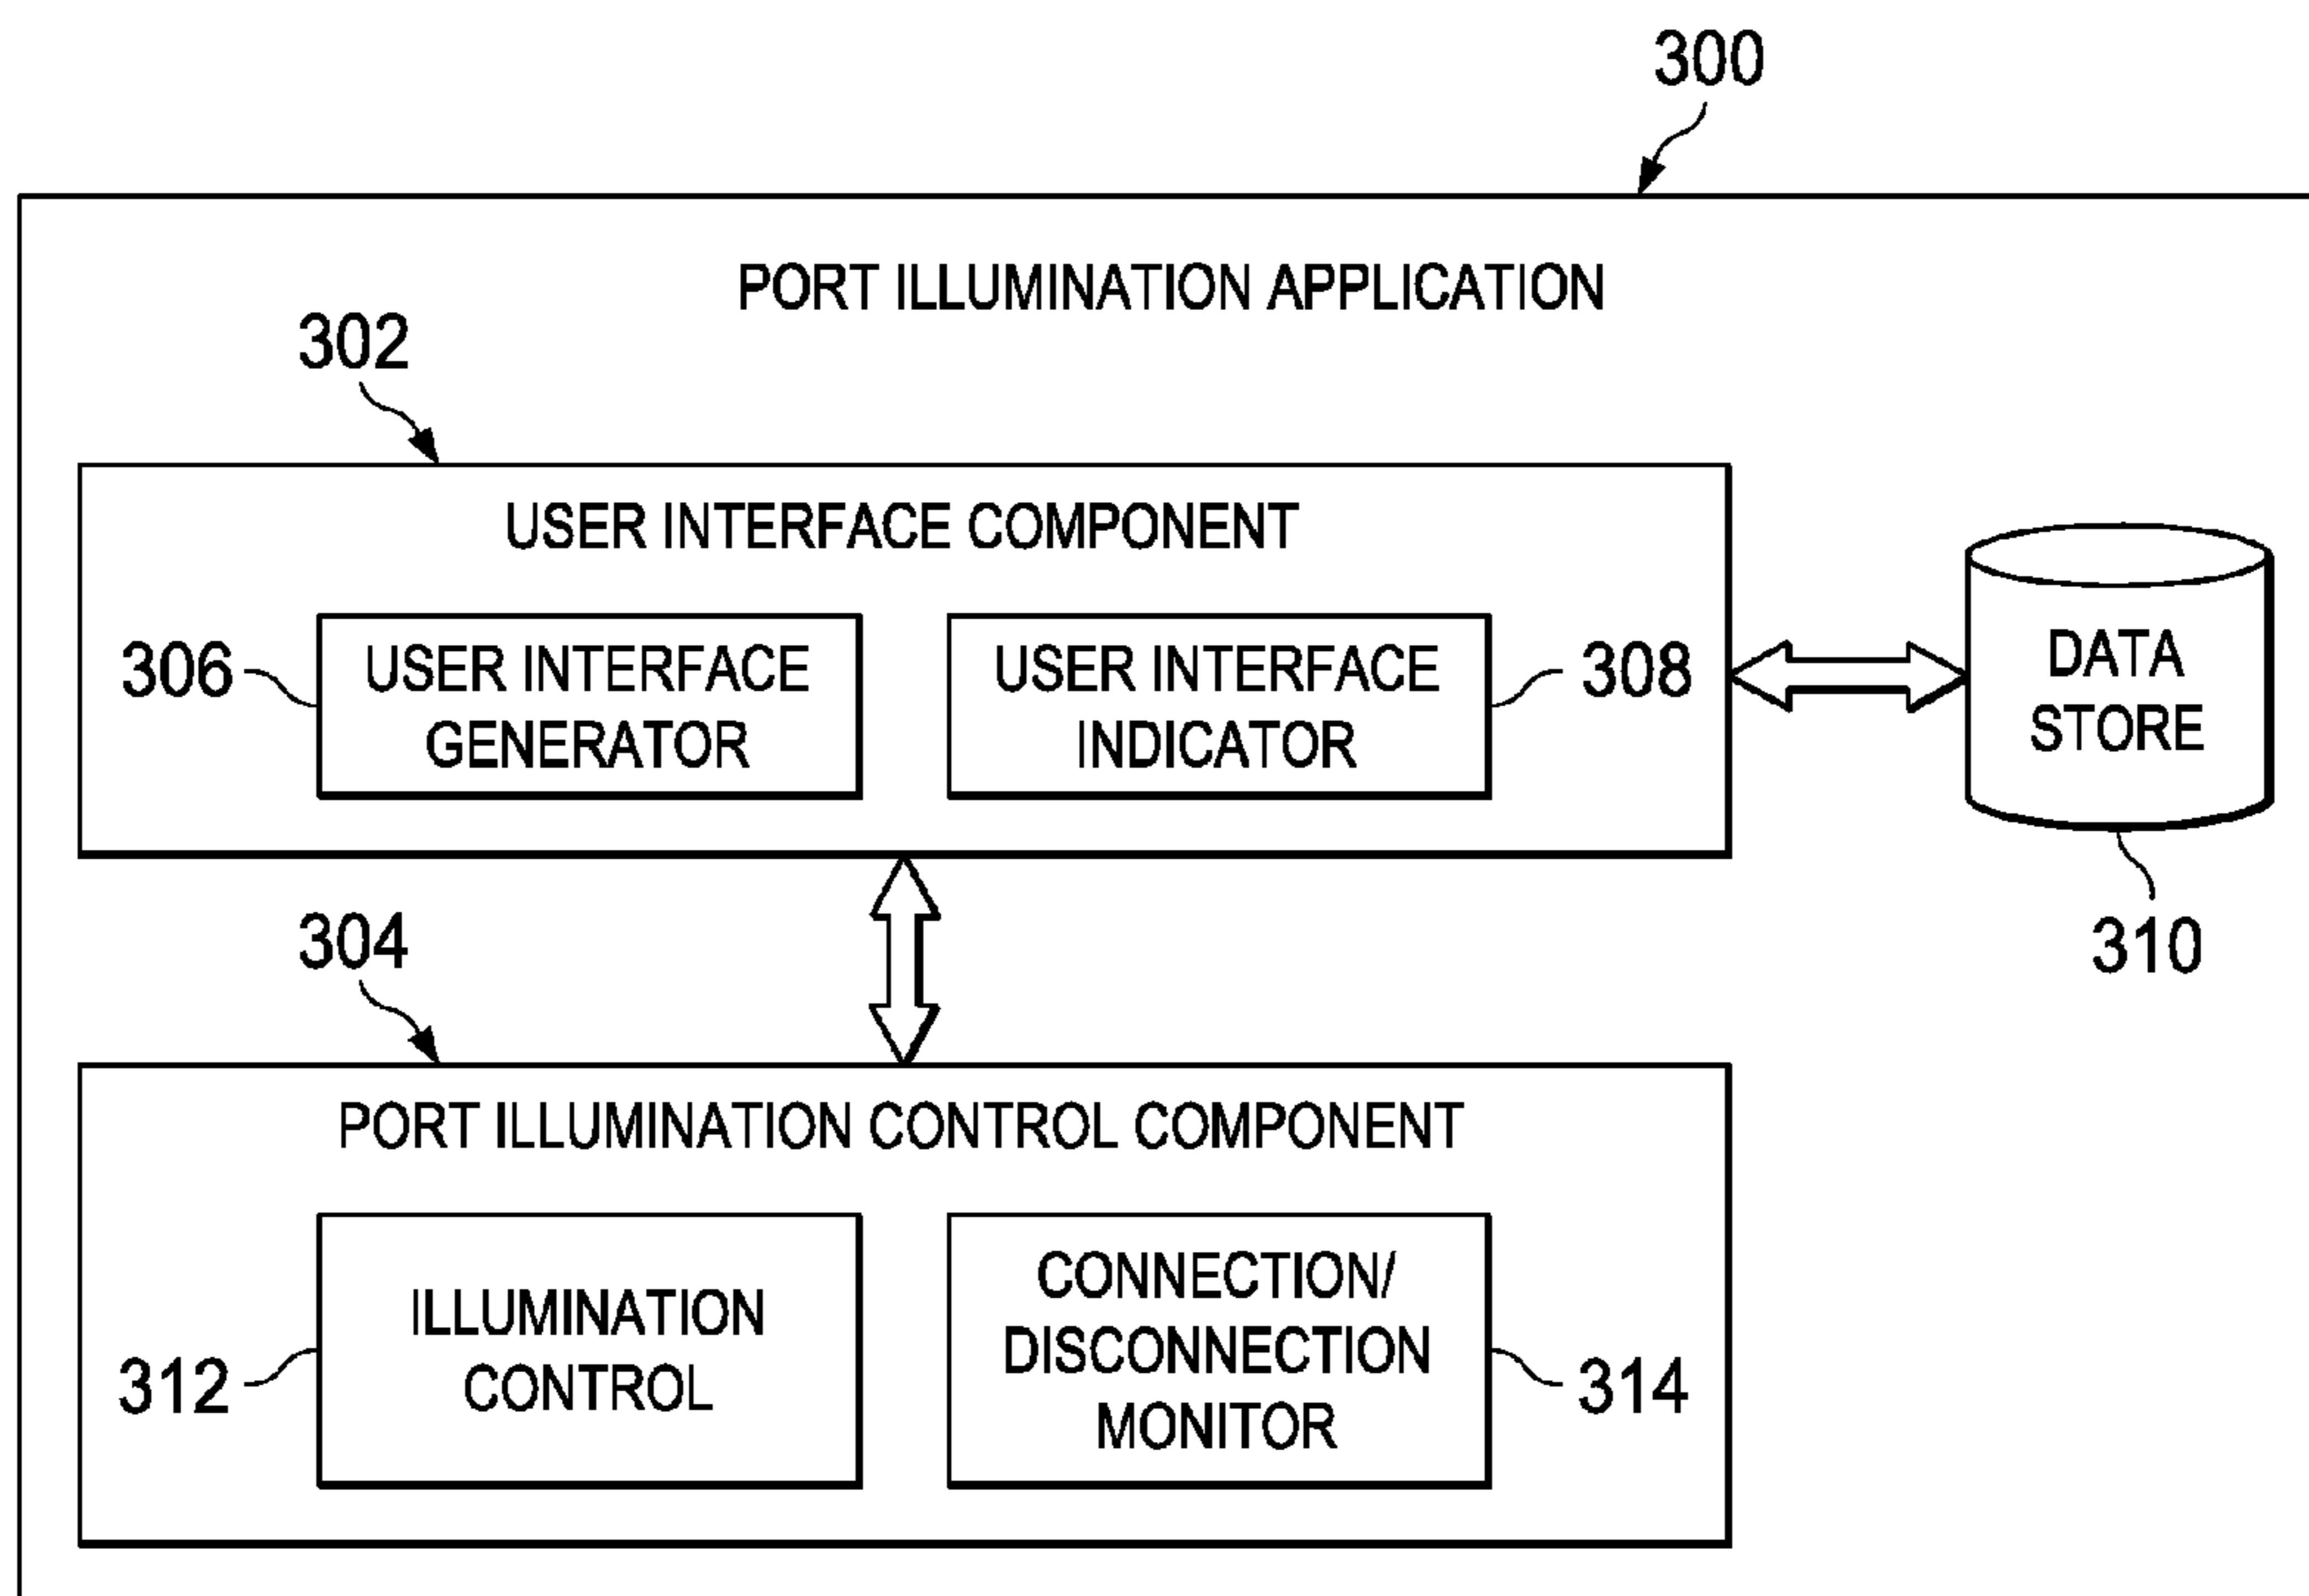 300
PORT ILLUMINATION APPLICATION
302
USER INTERFACE COMPONENT
306
USER INTERFACE
GENERATOR
USER INTERFACE
INDICATOR
308
DATA
STORE
310
304
PORT ILLUMINATION CONTROL COMPONENT
312
ILLUMINATION
CONTROL
CONNECTION/
DISCONNECTION
MONITOR
314